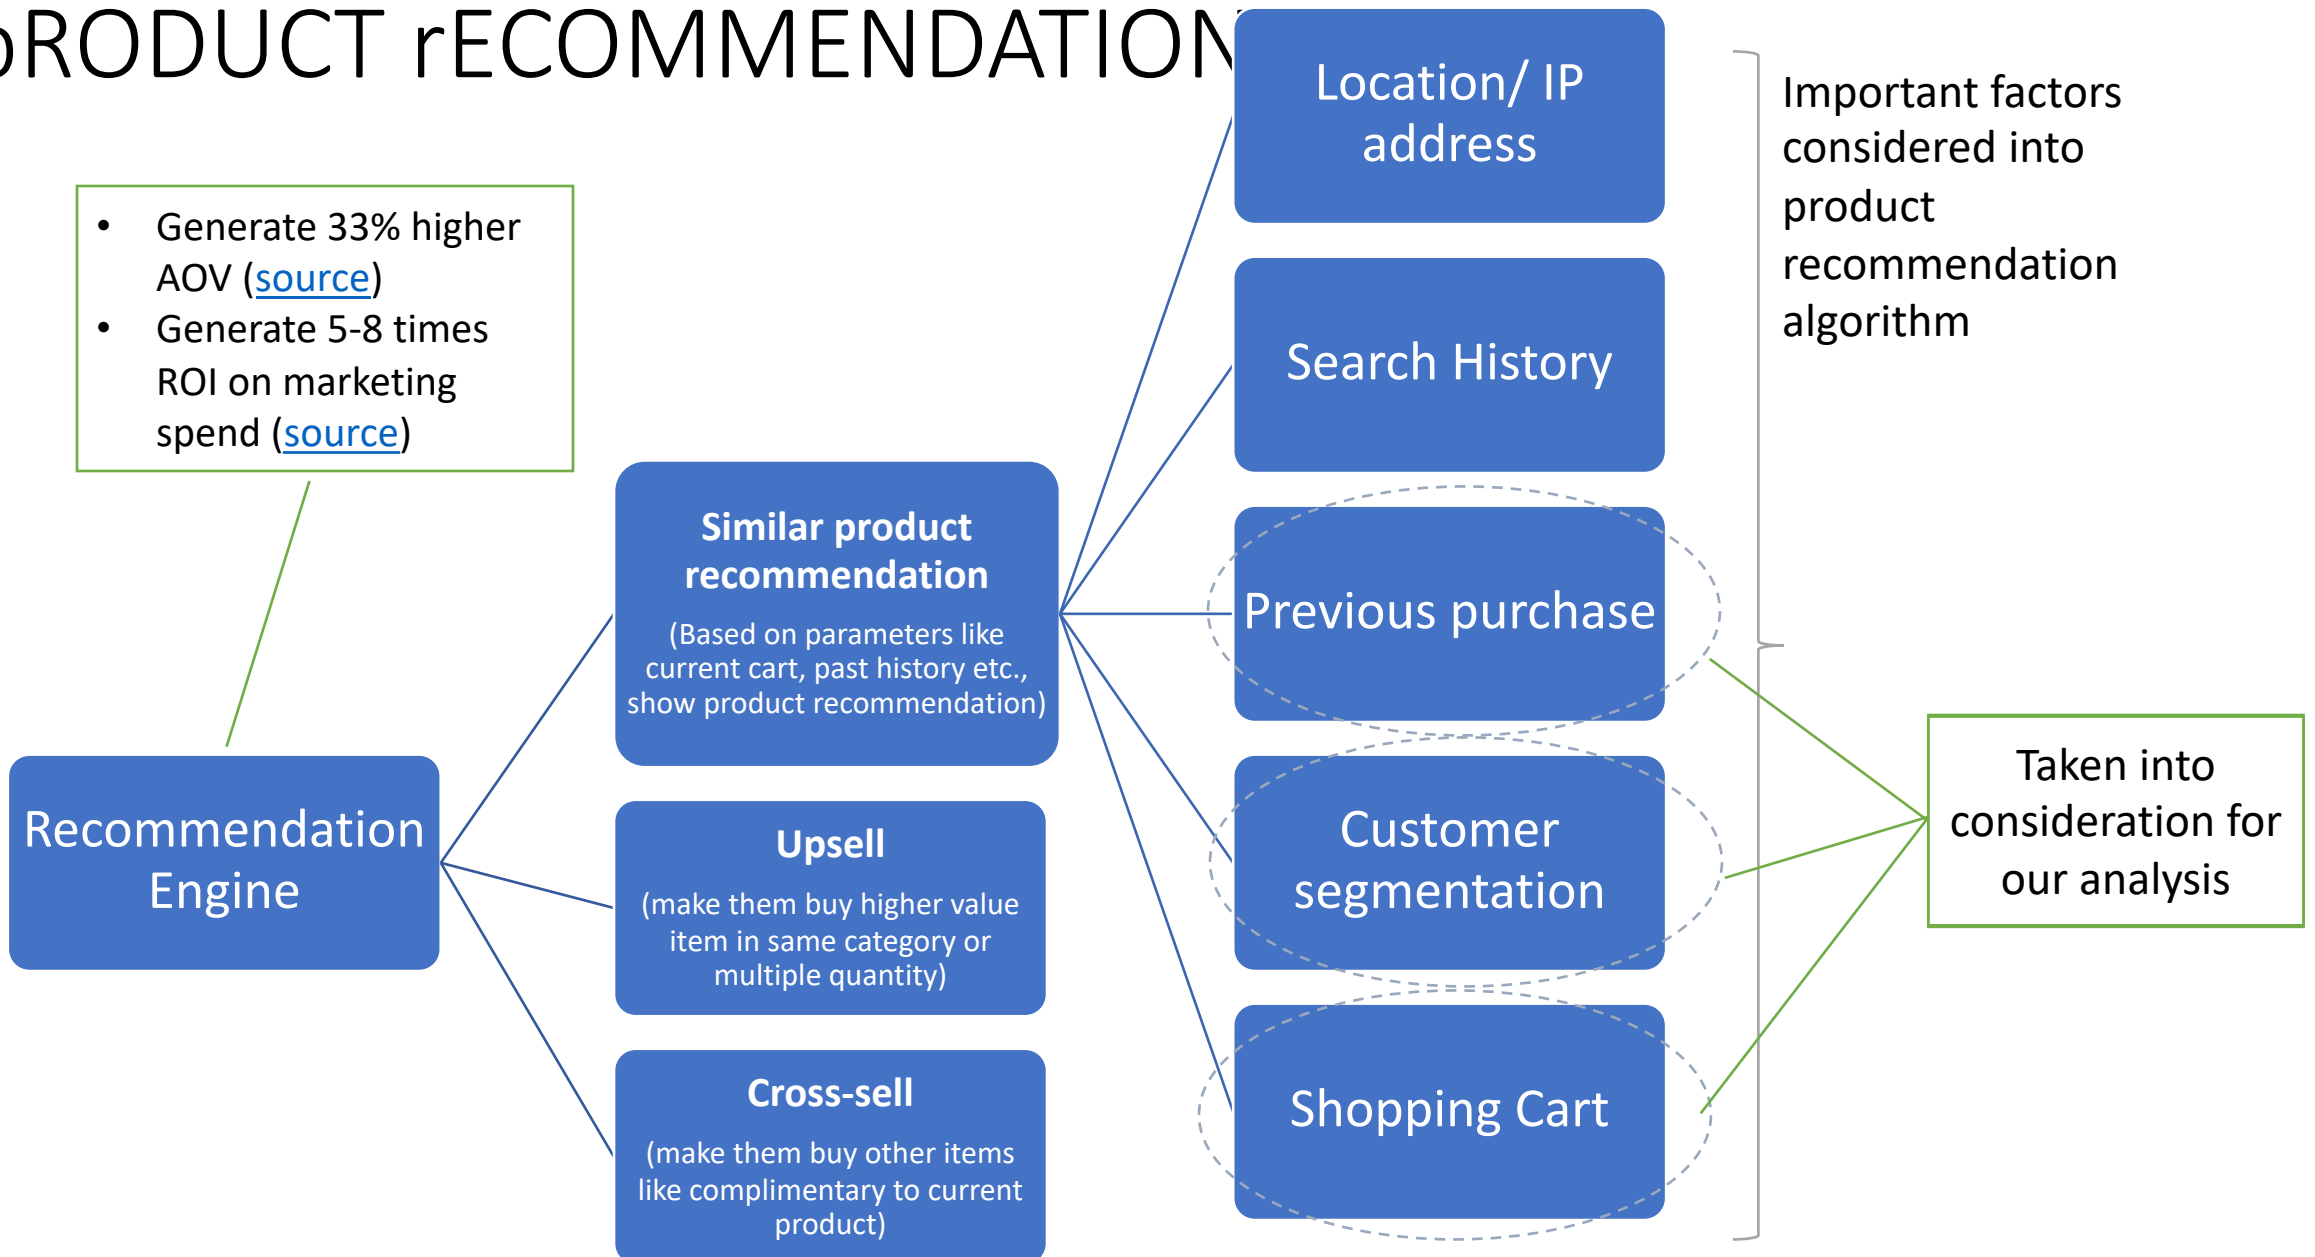 pRODUCT rECOMMENDATION
• Generate 33% higher
AOV (source)
• Generate 5-8 times
ROI on marketing
spend (source)
Recommendation
Engine
Similar product
recommendation
(Based on parameters like
current cart, past history etc.,
show product recommendation)
Upsell
(make them buy higher value
item in same category or
multiple quantity)
Cross-sell
(make them buy other items
like complimentary to current
product)
Location/ IP
address
Search History
Previous purchase
Customer
segmentation
Shopping Cart
Important factors
considered into
product
recommendation
algorithm
Taken into
consideration for
our analysis